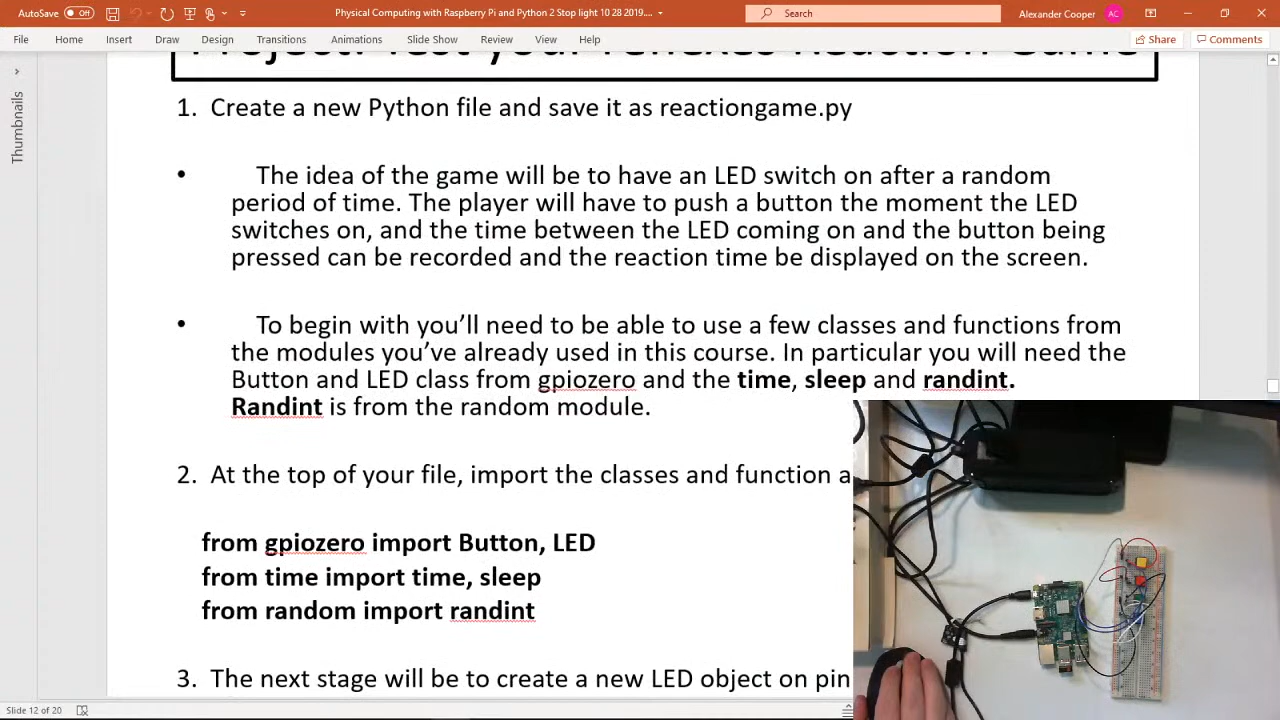 AutoSave Off
Physical Computing with Raspberry Pi and Python 2 Stop light 10 28 2019....
Search
Alexander Cooper AC
File Home Insert Draw Design Transitions Animations Slide Show Review View Help Share Comments
Thumbnails
Project: Test your reflexes Reaction Game
1. Create a new Python file and save it as reactiongame.py
• The idea of the game will be to have an LED switch on after a random
period of time. The player will have to push a button the moment the LED
switches on, and the time between the LED coming on and the button being
pressed can be recorded and the reaction time be displayed on the screen.
• To begin with you’ll need to be able to use a few classes and functions from
the modules you’ve already used in this course. In particular you will need the
Button and LED class from gpiozero and the time, sleep and randint.
Randint is from the random module.
2. At the top of your file, import the classes and function a
from gpiozero import Button, LED
from time import time, sleep
from random import randint
3. The next stage will be to create a new LED object on pin
Slide 12 of 20